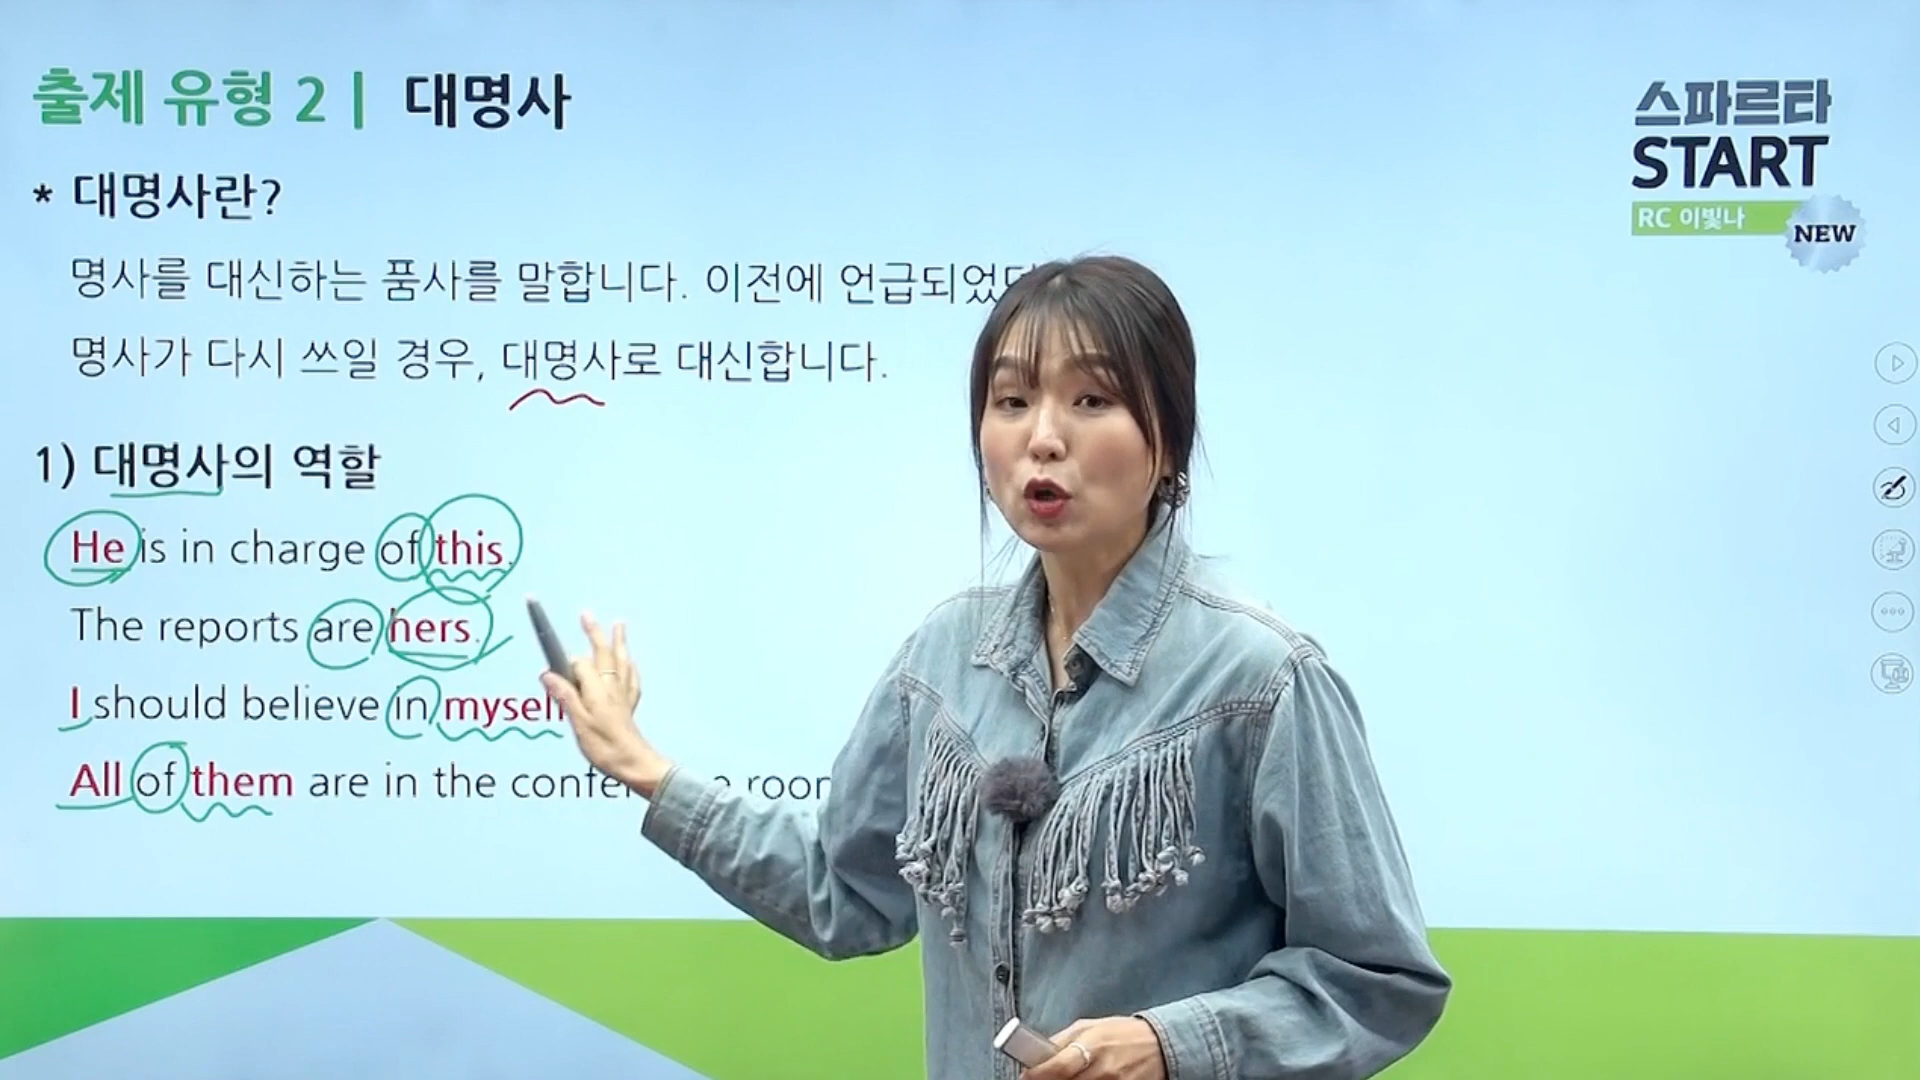 출제 유형 2 | 대명사
스파르타
START
RC 이빛나
NEW
* 대명사란?
명사를 대신하는 품사를 말합니다. 이전에
명사가 다시 쓰일 경우, 대명사로 대신합니다.
1) 대명사의 역할
He is in charge of this.
The reports are hers.
I should believe in
All of them are in the